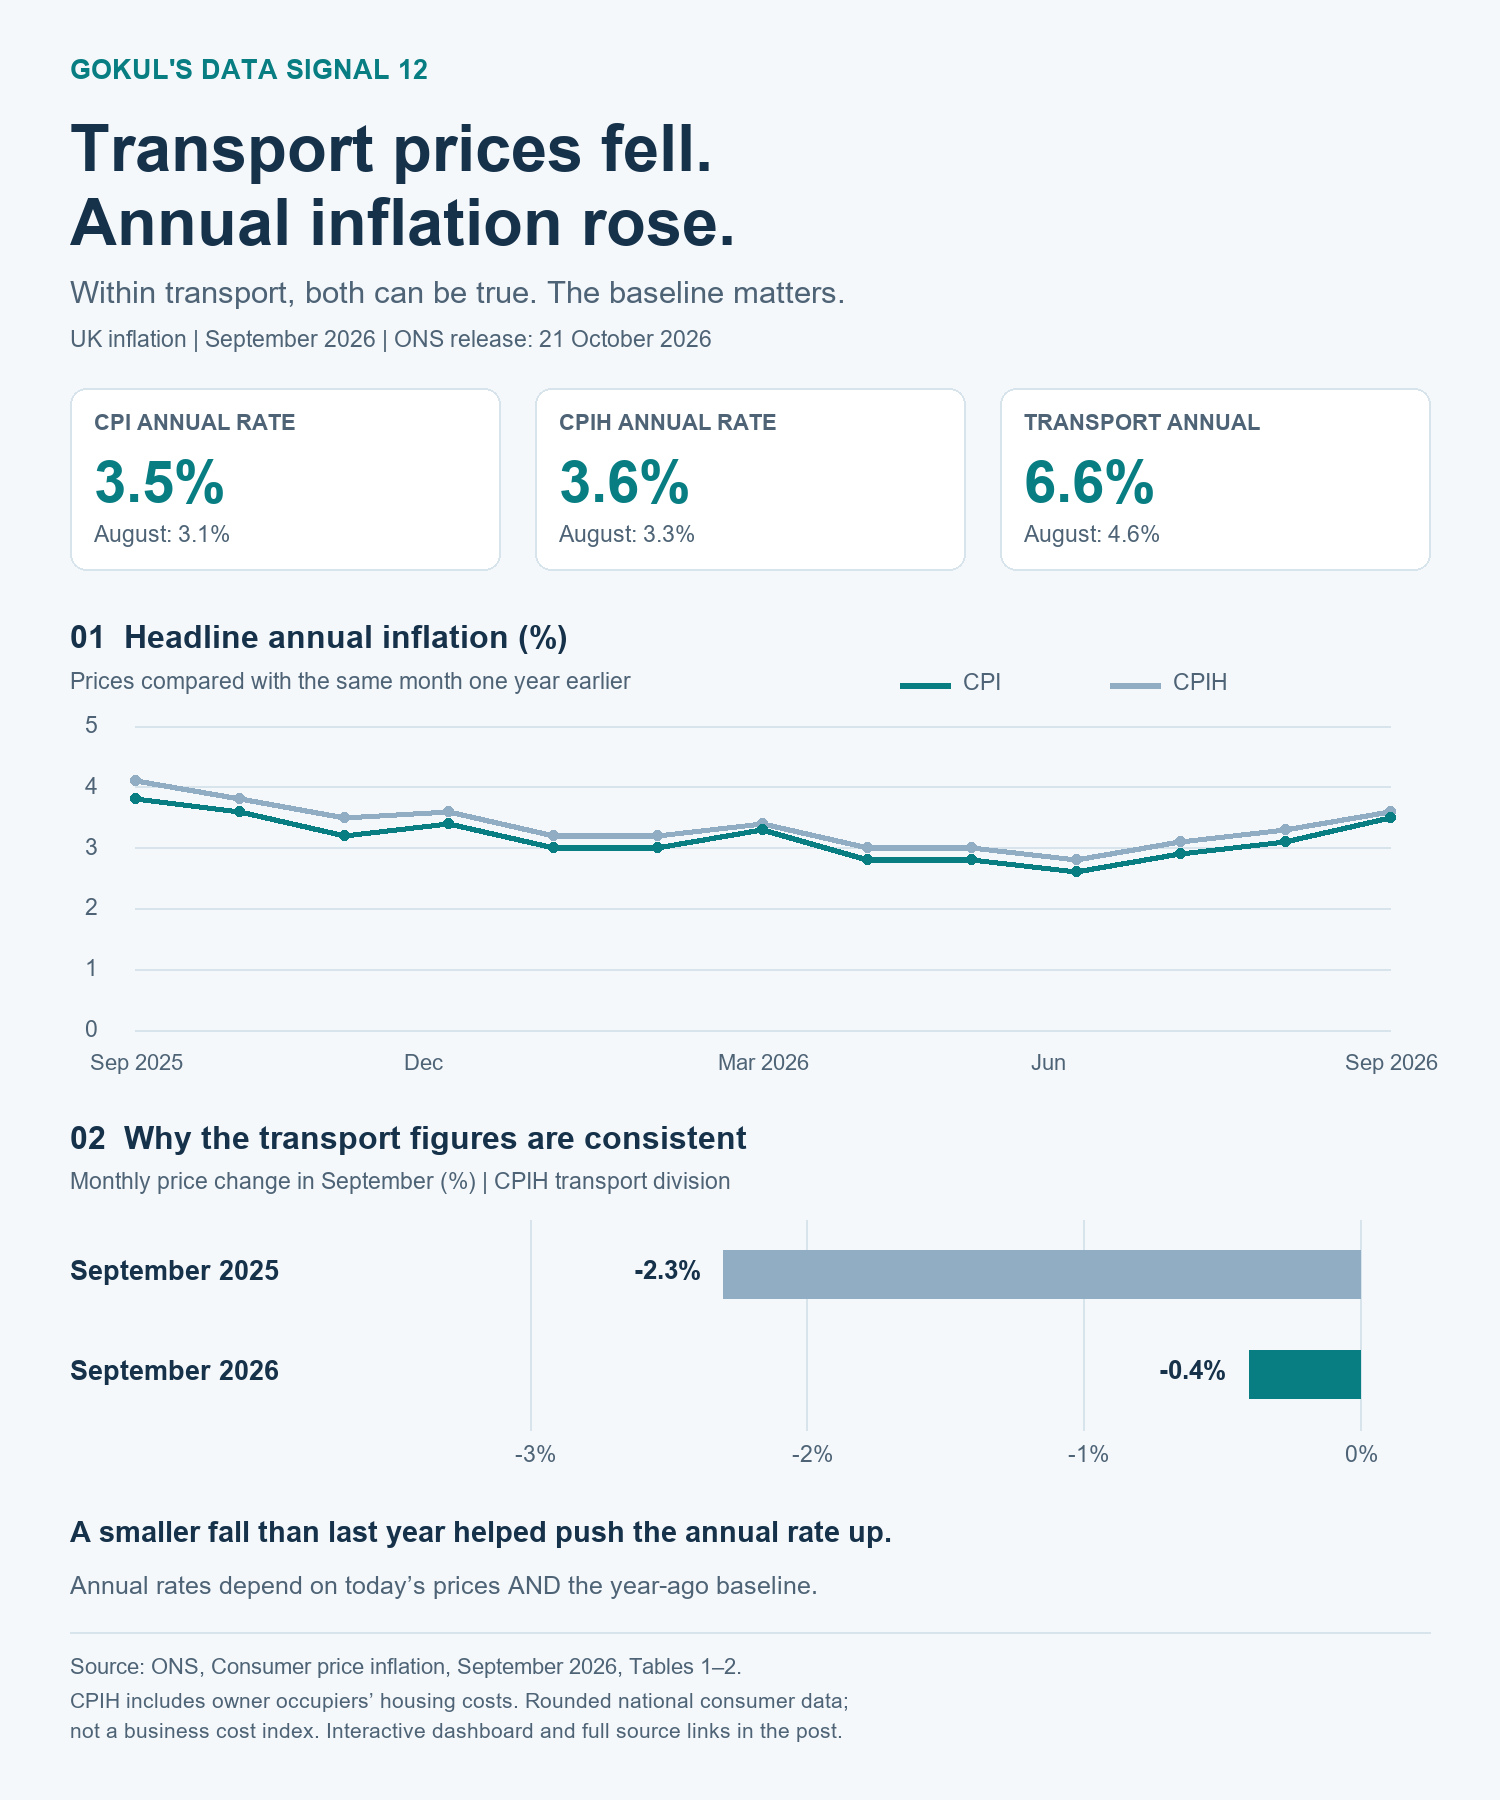 GOKUL'S DATA SIGNAL 12
Transport prices fell.
Annual inflation rose.
Within transport, both can be true. The baseline matters.
UK inflation | September 2026 | ONS release: 21 October 2026
CPI ANNUAL RATE
3.5%
August: 3.1%
CPIH ANNUAL RATE
3.6%
August: 3.3%
TRANSPORT ANNUAL
6.6%
August: 4.6%
01 Headline annual inflation (%)
Prices compared with the same month one year earlier
CPI
CPIH
5
4
3
2
1
0
Sep 2025
Dec
Mar 2026
Jun
Sep 2026
02 Why the transport figures are consistent
Monthly price change in September (%) | CPIH transport division
September 2025
-2.3%
September 2026
-0.4%
-3%
-2%
-1%
0%
A smaller fall than last year helped push the annual rate up.
Annual rates depend on today’s prices AND the year-ago baseline.
Source: ONS, Consumer price inflation, September 2026, Tables 1–2.
CPIH includes owner occupiers’ housing costs. Rounded national consumer data;
not a business cost index. Interactive dashboard and full source links in the post.